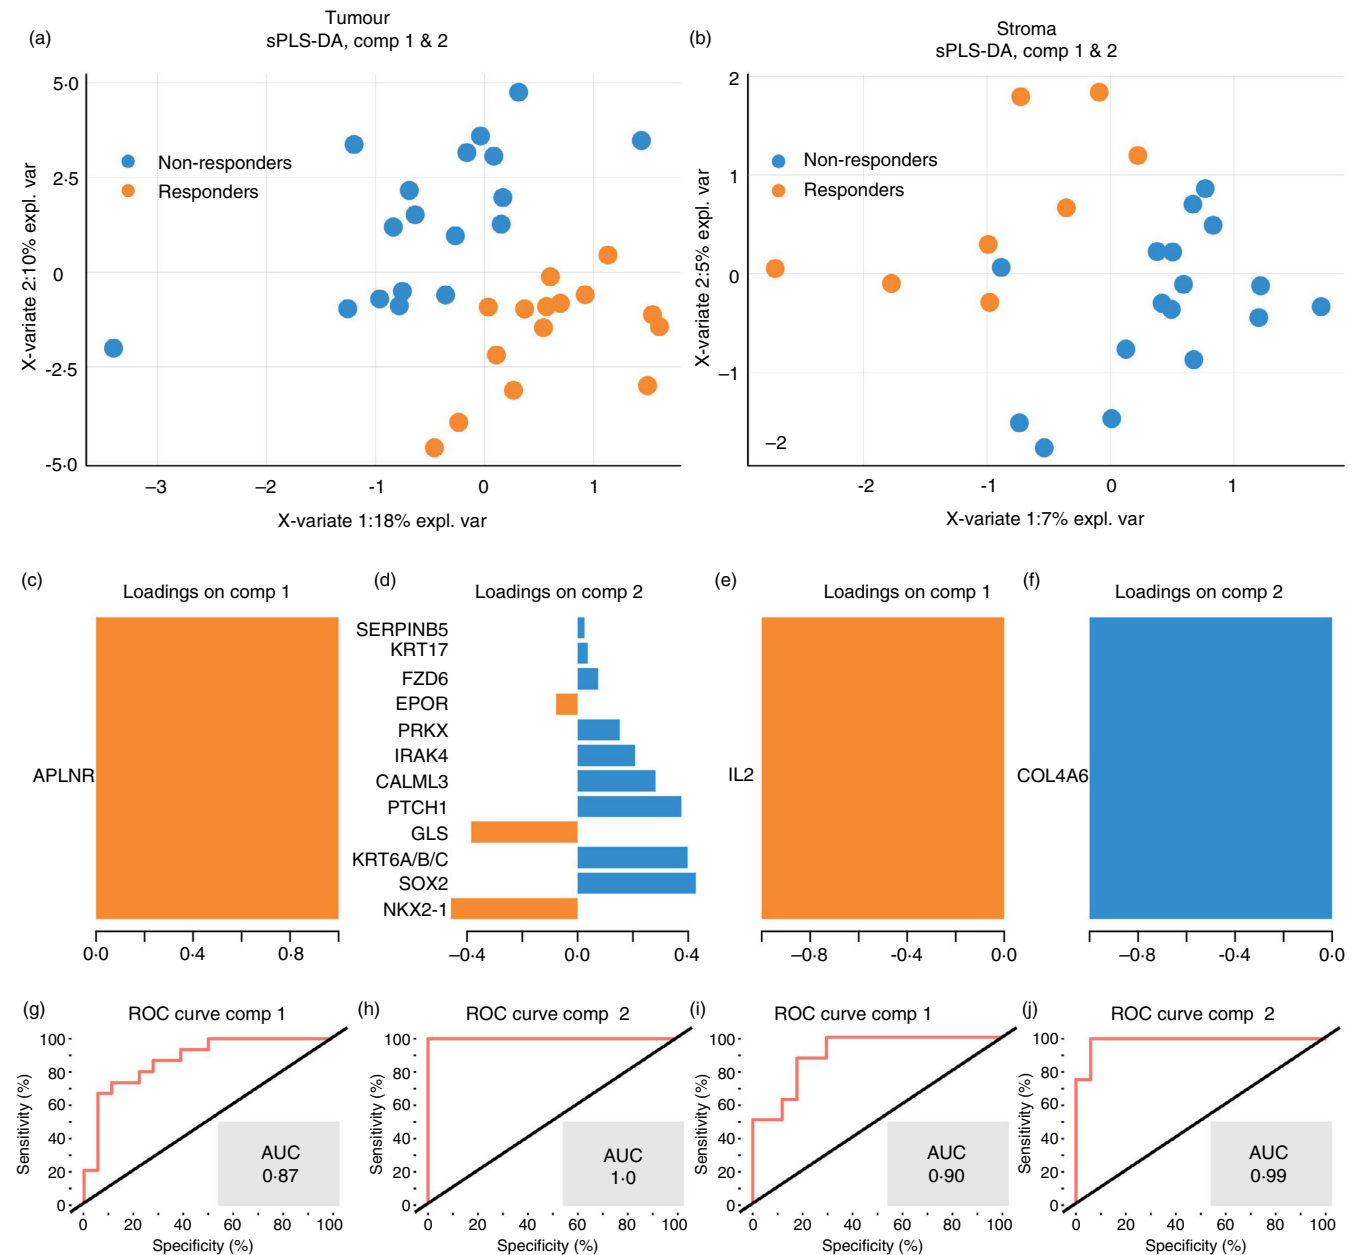 (a)
Tumour
sPLS-DA, comp 1 & 2
X-variate 2:10% expl. var
5·0
2·5
0
-2·5
-5·0
Non-responders
Responders
–3
–2
-1
0
1
X-variate 1:18% expl. var
(b)
Stroma
sPLS-DA, comp 1 & 2
X-variate 2:5% expl. var
2
1
0
–1
–2
Non-responders
Responders
-2
-1
0
1
X-variate 1:7% expl. var
(c)
Loadings on comp 1
APLNR
0·0
0·4
0·8
(d)
Loadings on comp 2
SERPINB5
KRT17
FZD6
EPOR
PRKX
IRAK4
CALML3
PTCH1
GLS
KRT6A/B/C
SOX2
NKX2-1
–0·4
0·0
0·4
(e)
Loadings on comp 1
IL2
–0·8
-0·4
0·0
(f)
Loadings on comp 2
COL4A6
–0·8
-0·4
0·0
(g)
ROC curve comp 1
Sensitivity (%)
100
80
60
40
20
0
AUC
0·87
0
20
40
60
80
100
Specificity (%)
(h)
ROC curve comp 2
Sensitivity (%)
100
80
60
40
20
0
AUC
1·0
0
20
40
60
80
100
Specificity (%)
(i)
ROC curve comp 1
Sensitivity (%)
100
80
60
40
20
0
AUC
0·90
0
20
40
60
80
100
Specificity (%)
(j)
ROC curve comp 2
Sensitivity (%)
100
80
60
40
20
0
AUC
0·99
0
20
40
60
80
100
Specificity (%)